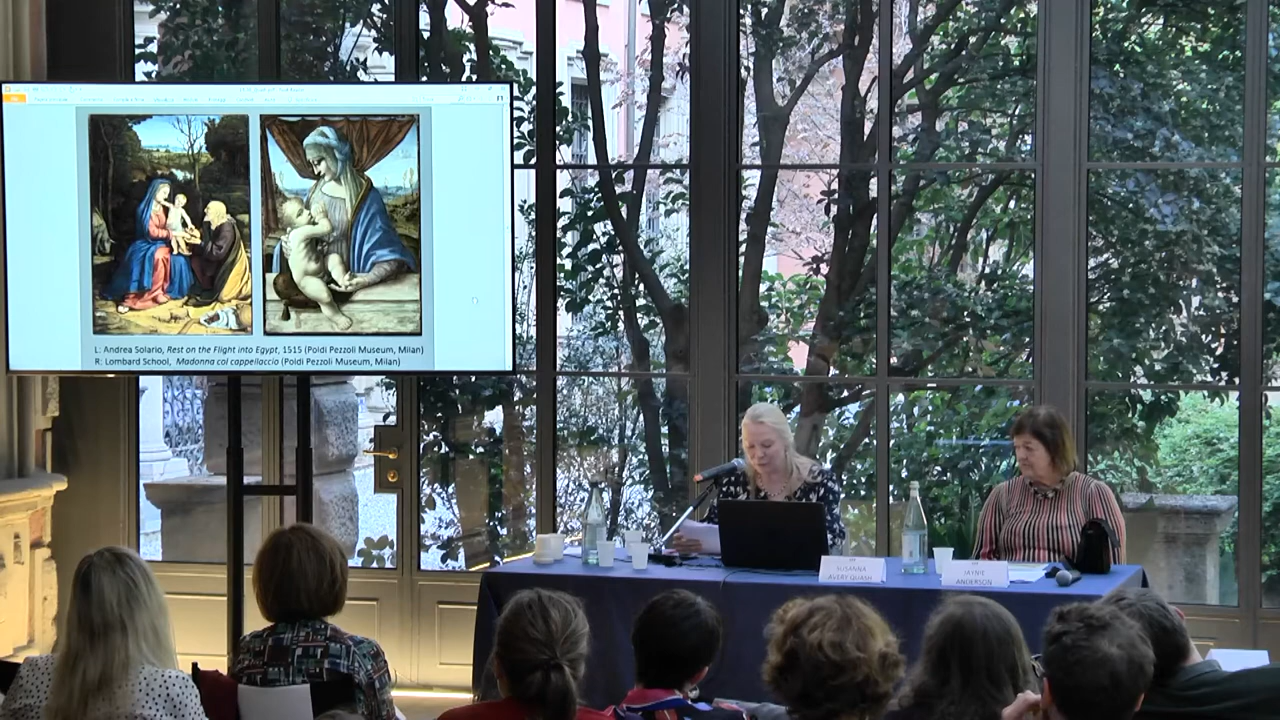 L: Andrea Solario, Rest on the Flight into Egypt, 1515 (Poldi Pezzoli Museum, Milan)
R: Lombard School, Madonna col cappellaccio (Poldi Pezzoli Museum, Milan)
SUSANNA
AVERY-QUASH
JAYNIE
ANDERSON